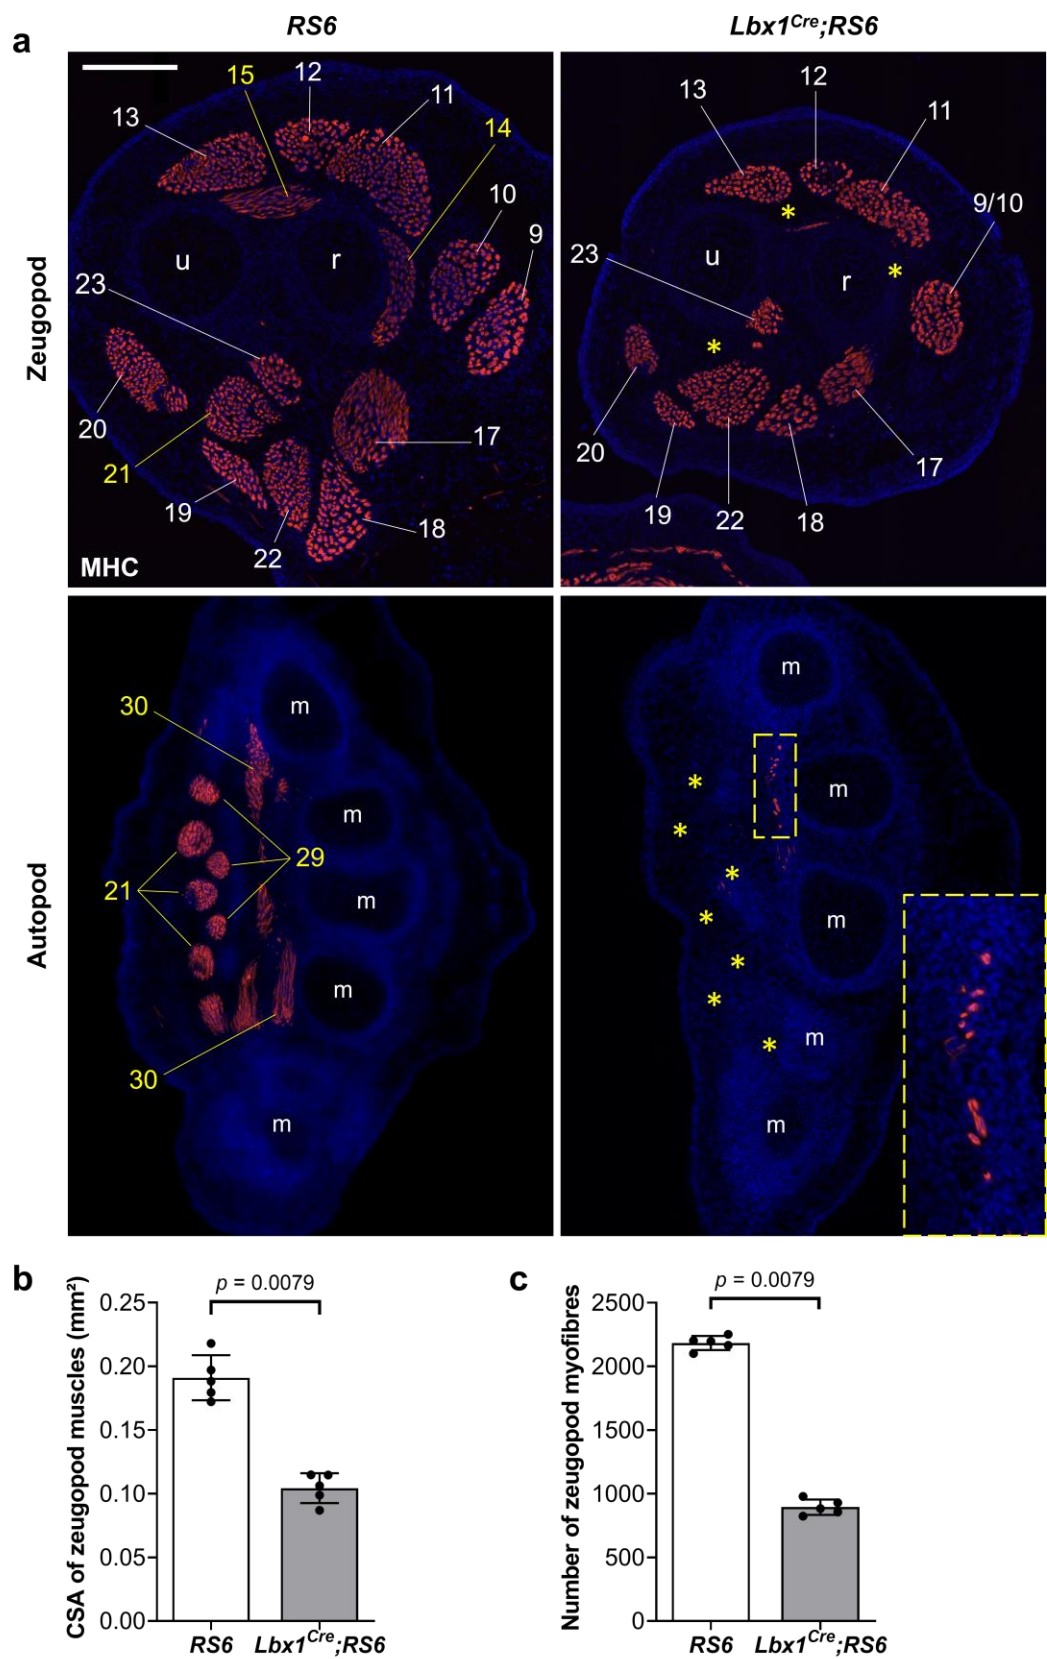 a
RS6
Lbx1Cre;RS6
Zeugopod
15
12
11
13
14
10
9
u
r
23
20
21
19
22
17
18
MHC
13
12
11
9/10
23
u
r
20
19
22
18
17
Autopod
30
m
m
29
21
m
m
30
m
m
m
m
m
m
b
CSA of zeugopod muscles (mm²)
p = 0.0079
0.25
0.20
0.15
0.10
0.05
0.00
RS6
Lbx1Cre;RS6
c
Number of zeugopod myofibres
p = 0.0079
2500
2000
1500
1000
500
0
RS6
Lbx1Cre;RS6